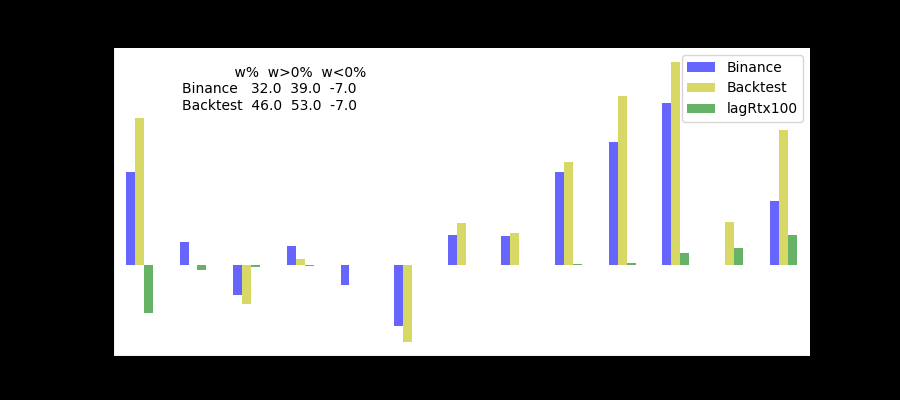 w% w>0% w<0%
Binance 32.0 39.0 -7.0
Backtest 46.0 53.0 -7.0
Binance
Backtest
lagRtx100